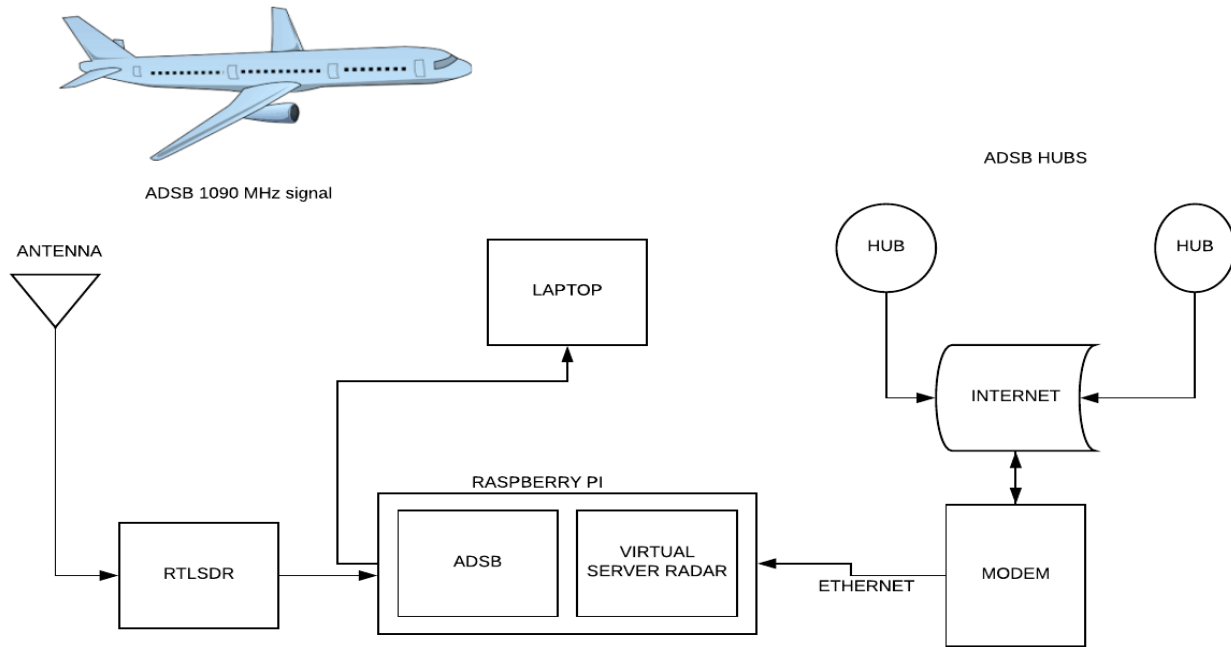 ADSB 1090 MHz signal
ADSB HUBS
ANTENNA
HUB
HUB
LAPTOP
INTERNET
RASPBERRY PI
RTLSDR
ADSB
VIRTUAL
SERVER RADAR
ETHERNET
MODEM